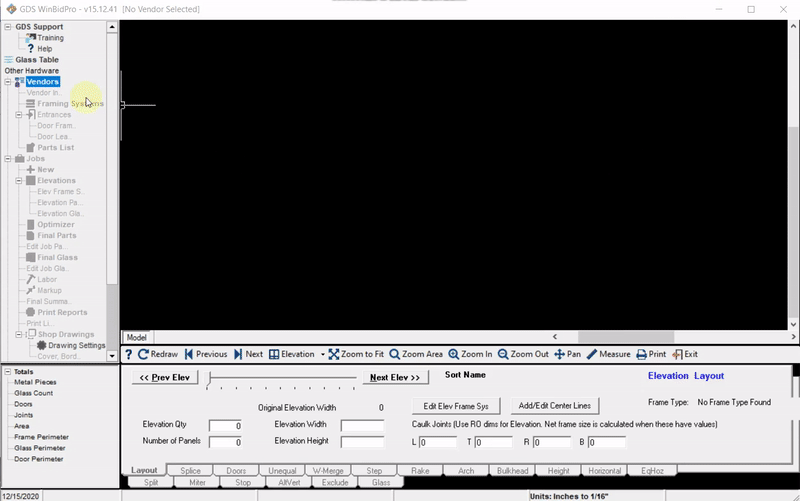 GDS WinBidPro - v15.12.41 [No Vendor Selected]
GDS Support
Training
Help
Glass Table
Other Hardware
Vendors
Vendor In..
Framing Systems
Entrances
Door Fram..
Door Lea..
Parts List
Jobs
New
Elevations
Elev Frame S..
Elevation Pa..
Elevation Gla..
Optimizer
Final Parts
Edit Job Pa..
Final Glass
Edit Job Gla..
Labor
Markup
Final Summa..
Print Reports
Print Li...
Shop Drawings
Drawing Settings
Cover, Bord..
Model
? Redraw Previous Next Elevation Zoom to Fit Zoom Area Zoom In Zoom Out Pan Measure Print Exit
Totals
Metal Pieces
Glass Count
Doors
Joints
Area
Frame Perimeter
Glass Perimeter
Door Perimeter
<< Prev Elev Next Elev >> Sort Name Elevation Layout
Original Elevation Width 0 Edit Elev Frame Sys Add/Edit Center Lines Frame Type: No Frame Type Found
Elevation Qty 0 Elevation Width Caulk Joints (Use RO dims for Elevation. Net frame size is calculated when these have values)
Number of Panels 0 Elevation Height L 0 T 0 R 0 B 0
Layout Splice Doors Unequal W-Merge Step Rake Arch Bulkhead Height Horizontal EqHoz
Split Miter Stop AltVert Exclude Glass
12/15/2020 Units: Inches to 1/16"